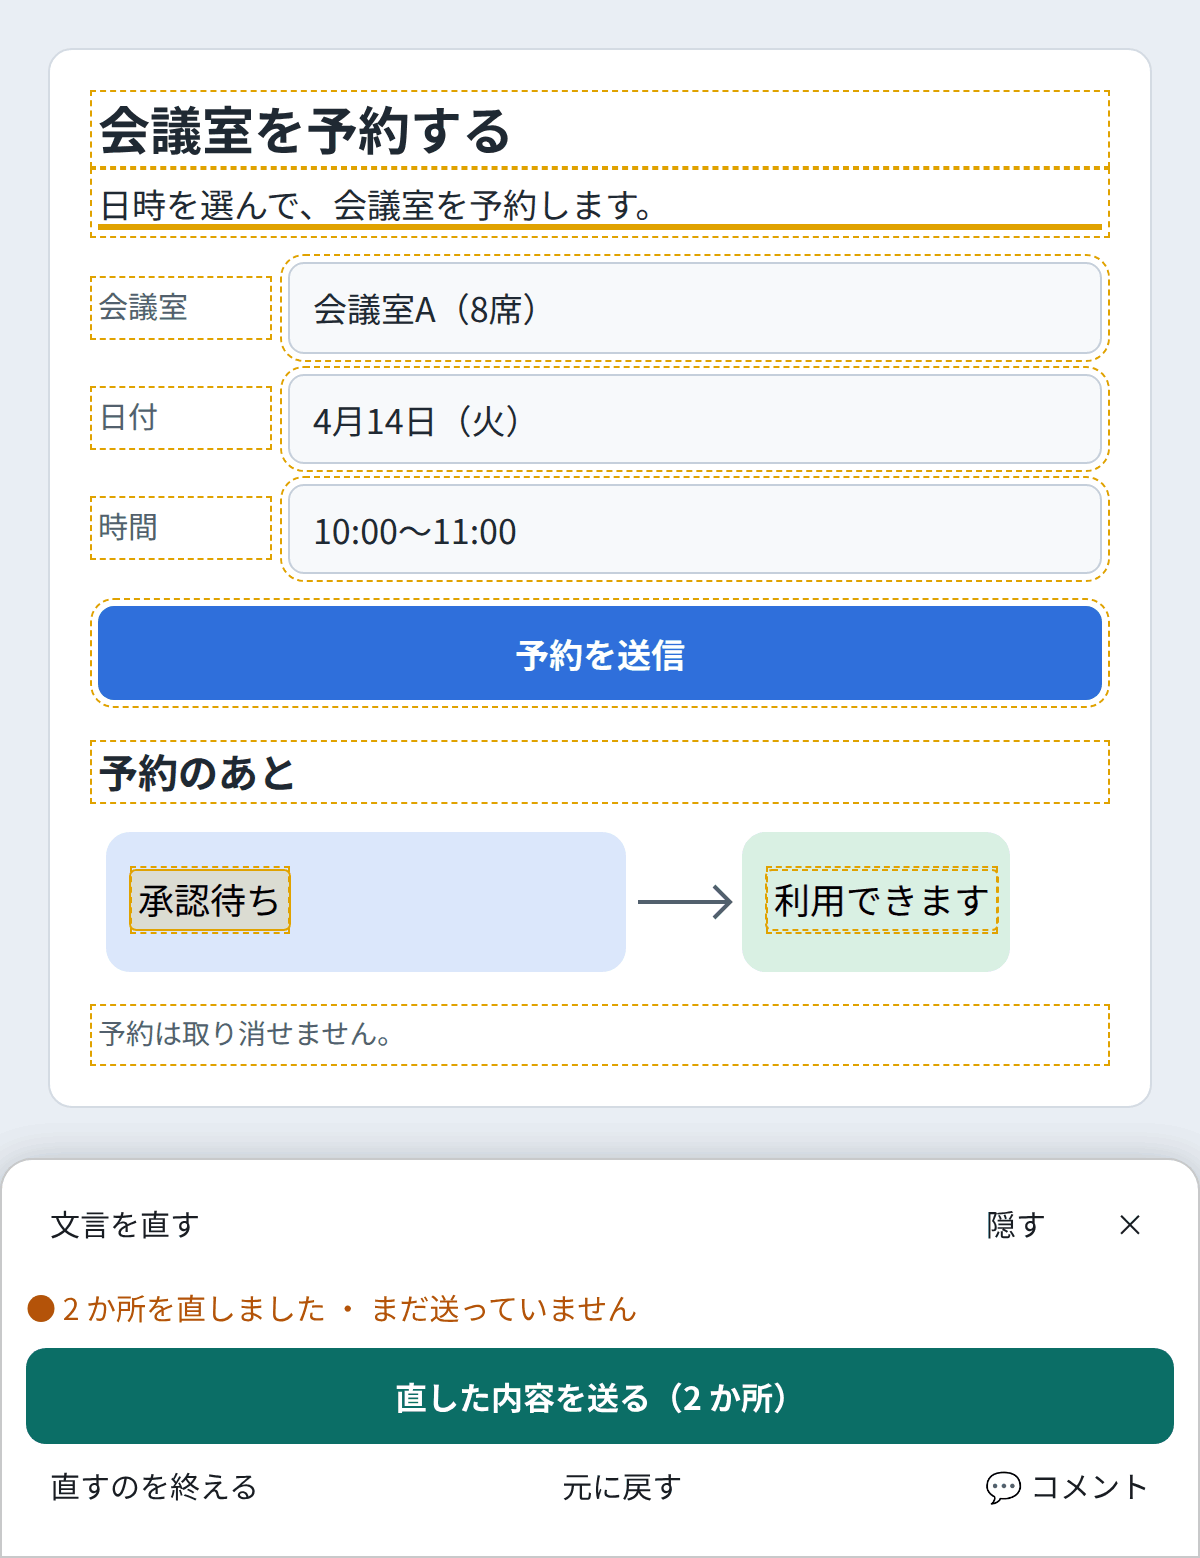 会議室を予約する
日時を選んで、会議室を予約します。
会議室
会議室A（8席）
日付
4月14日（火）
時間
10:00〜11:00
予約を送信
予約のあと
承認待ち
利用できます
予約は取り消せません。
文言を直す
隠す
×
● 2 か所を直しました ・ まだ送っていません
直した内容を送る（2 か所）
直すのを終える
元に戻す
💬 コメント